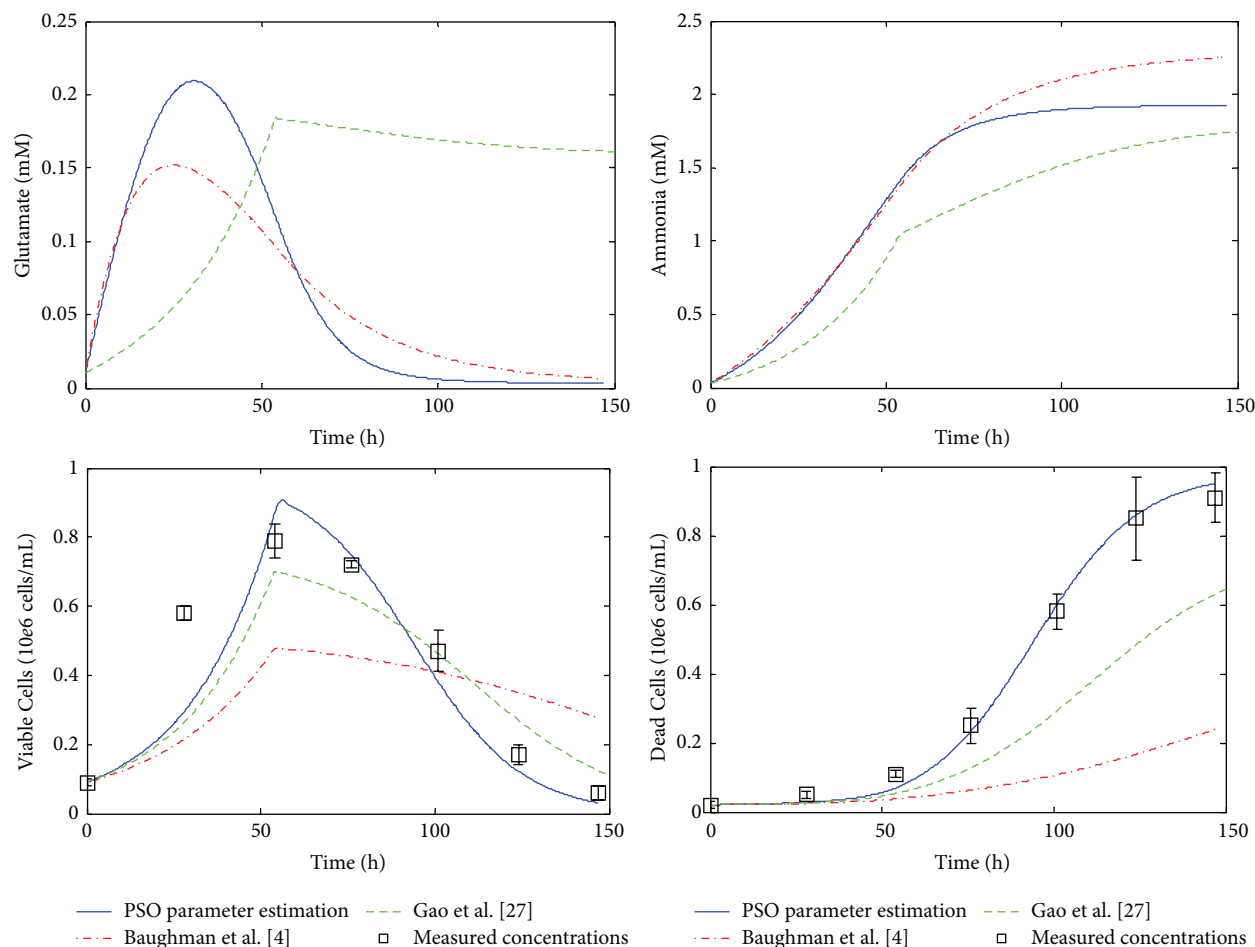 0.25
0.2
0.15
0.1
0.05
0
Glutamate (mM)
0 50 100 150
Time (h)
2.5
2
1.5
1
0.5
0
Ammonia (mM)
0 50 100 150
Time (h)
1
0.8
0.6
0.4
0.2
0
Viable Cells (10e6 cells/mL)
0 50 100 150
Time (h)
1
0.8
0.6
0.4
0.2
0
Dead Cells (10e6 cells/mL)
0 50 100 150
Time (h)
PSO parameter estimation Gao et al. [27]
Baughman et al. [4] Measured concentrations
PSO parameter estimation Gao et al. [27]
Measured concentrations Baughman et al. [4]